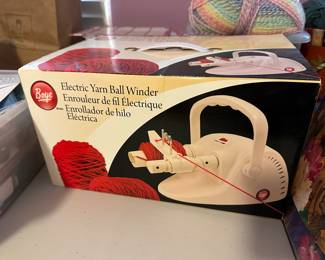 Boye
Electric Yarn Ball Winder
Enrouleur de fil Électrique
Enrollador de hilo
Eléctrica